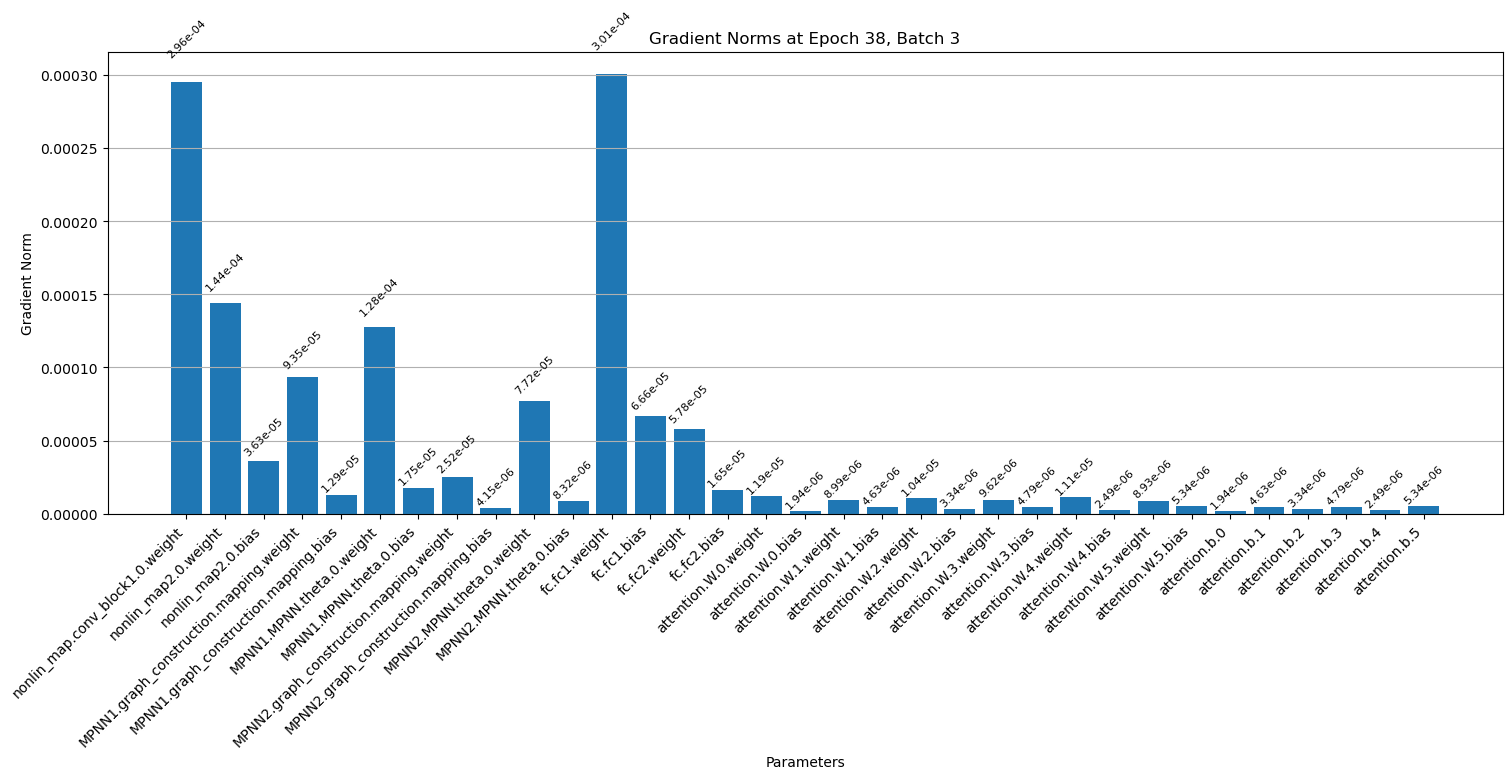 Gradient Norms at Epoch 38, Batch 3
Gradient Norm
0.00030
0.00025
0.00020
0.00015
0.00010
0.00005
0.00000
2.96e-04
1.44e-04
3.63e-05
9.35e-05
1.29e-05
1.28e-04
1.75e-05
2.52e-05
4.15e-06
7.72e-05
8.32e-06
3.01e-04
6.66e-05
5.78e-05
1.65e-05
1.19e-05
1.94e-06
8.99e-06
4.63e-06
1.04e-05
3.34e-06
9.62e-06
4.79e-06
1.11e-05
2.49e-06
8.93e-06
5.34e-06
1.94e-06
4.63e-06
3.34e-06
4.79e-06
2.49e-06
5.34e-06
nonlin_map.conv_block1.0.weight
nonlin_map2.0.weight
nonlin_map2.0.bias
MPNN1.graph_construction.mapping.weight
MPNN1.graph_construction.mapping.bias
MPNN1.MPNN.theta.0.weight
MPNN1.MPNN.theta.0.bias
MPNN2.graph_construction.mapping.weight
MPNN2.graph_construction.mapping.bias
MPNN2.MPNN.theta.0.weight
MPNN2.MPNN.theta.0.bias
fc.fc1.weight
fc.fc1.bias
fc.fc2.weight
fc.fc2.bias
attention.W.0.weight
attention.W.0.bias
attention.W.1.weight
attention.W.1.bias
attention.W.2.weight
attention.W.2.bias
attention.W.3.weight
attention.W.3.bias
attention.W.4.weight
attention.W.4.bias
attention.W.5.weight
attention.W.5.bias
attention.b.0
attention.b.1
attention.b.2
attention.b.3
attention.b.4
attention.b.5
Parameters